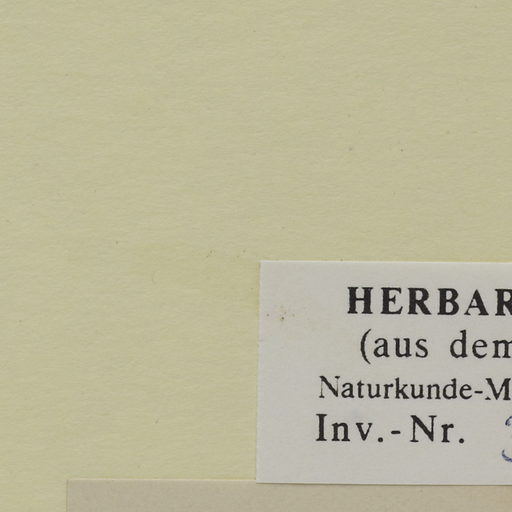 HERBAR
(aus dem
Naturkunde-M
Inv.-Nr.